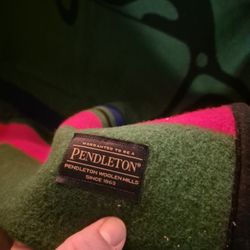 WARRANTED TO BE A
PENDLETON®
PENDLETON WOOLEN MILLS
SINCE 1863